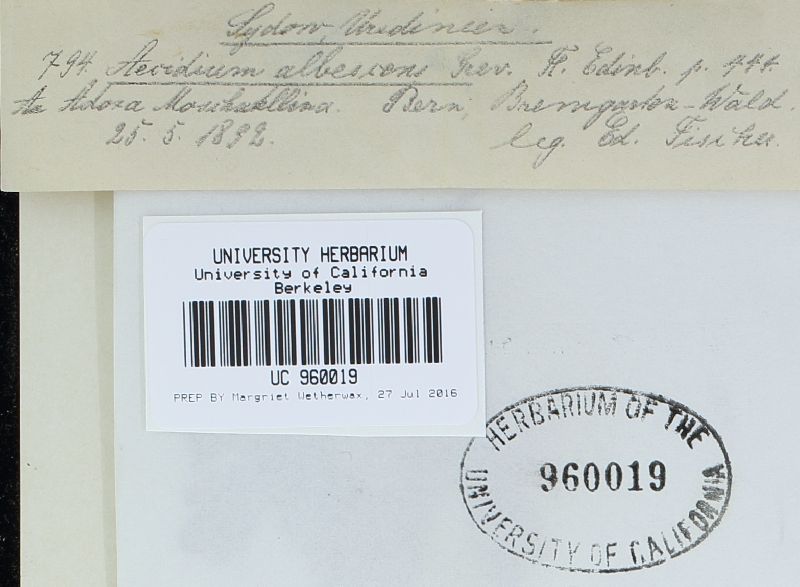 Sydow, Uredineen.
794. Aecidium albescens Grev. Fl. Edinb. p. 444.
Adoxa Moschatellina. Bern, Bremgarten-Wald.
25. 5. 1892. leg. Ed. Fischer.
UNIVERSITY HERBARIUM
University of California
Berkeley
UC 960019
PREP BY Margriet Wetherwax, 27 Jul 2016
HERBARIUM OF THE
960019
UNIVERSITY OF CALIFORNIA